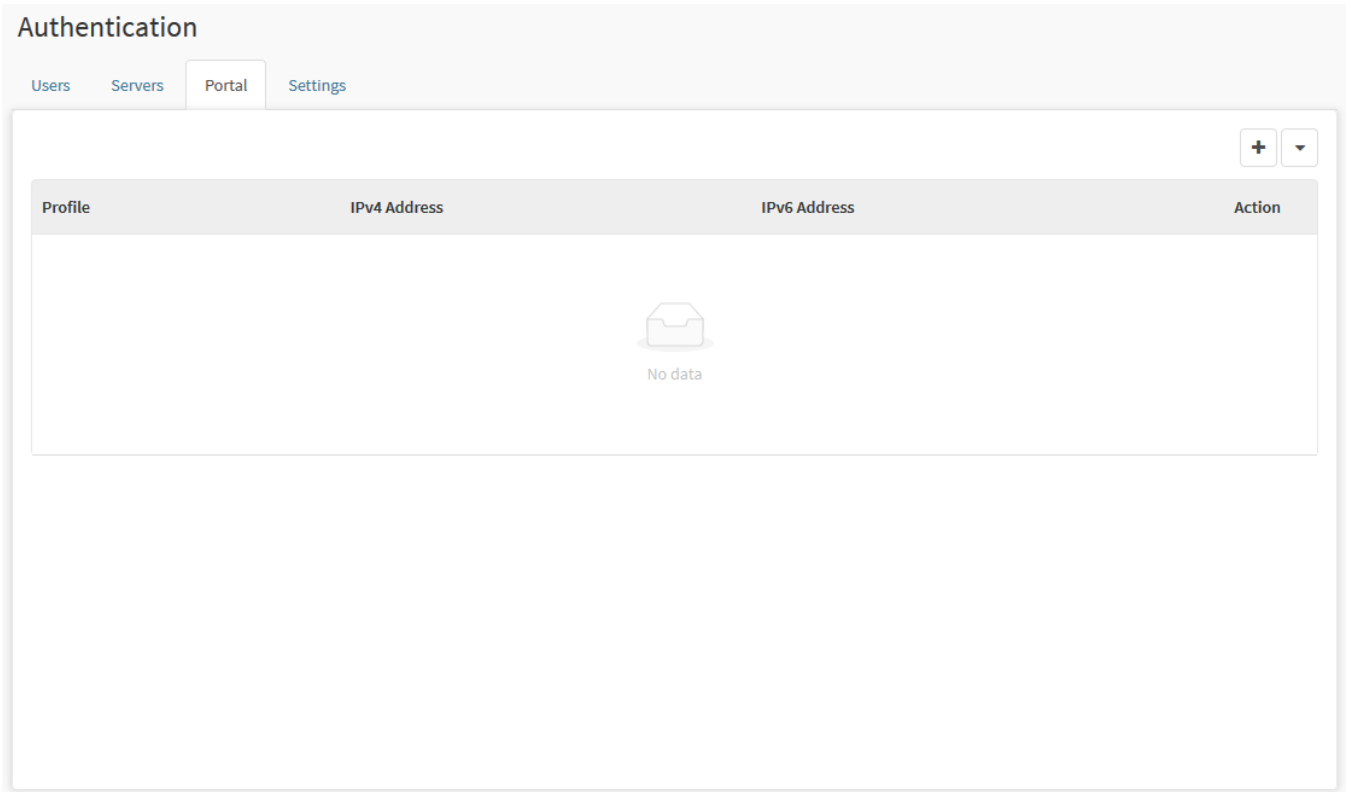 Authentication
Users Servers Portal Settings
Profile IPv4 Address IPv6 Address Action
No data